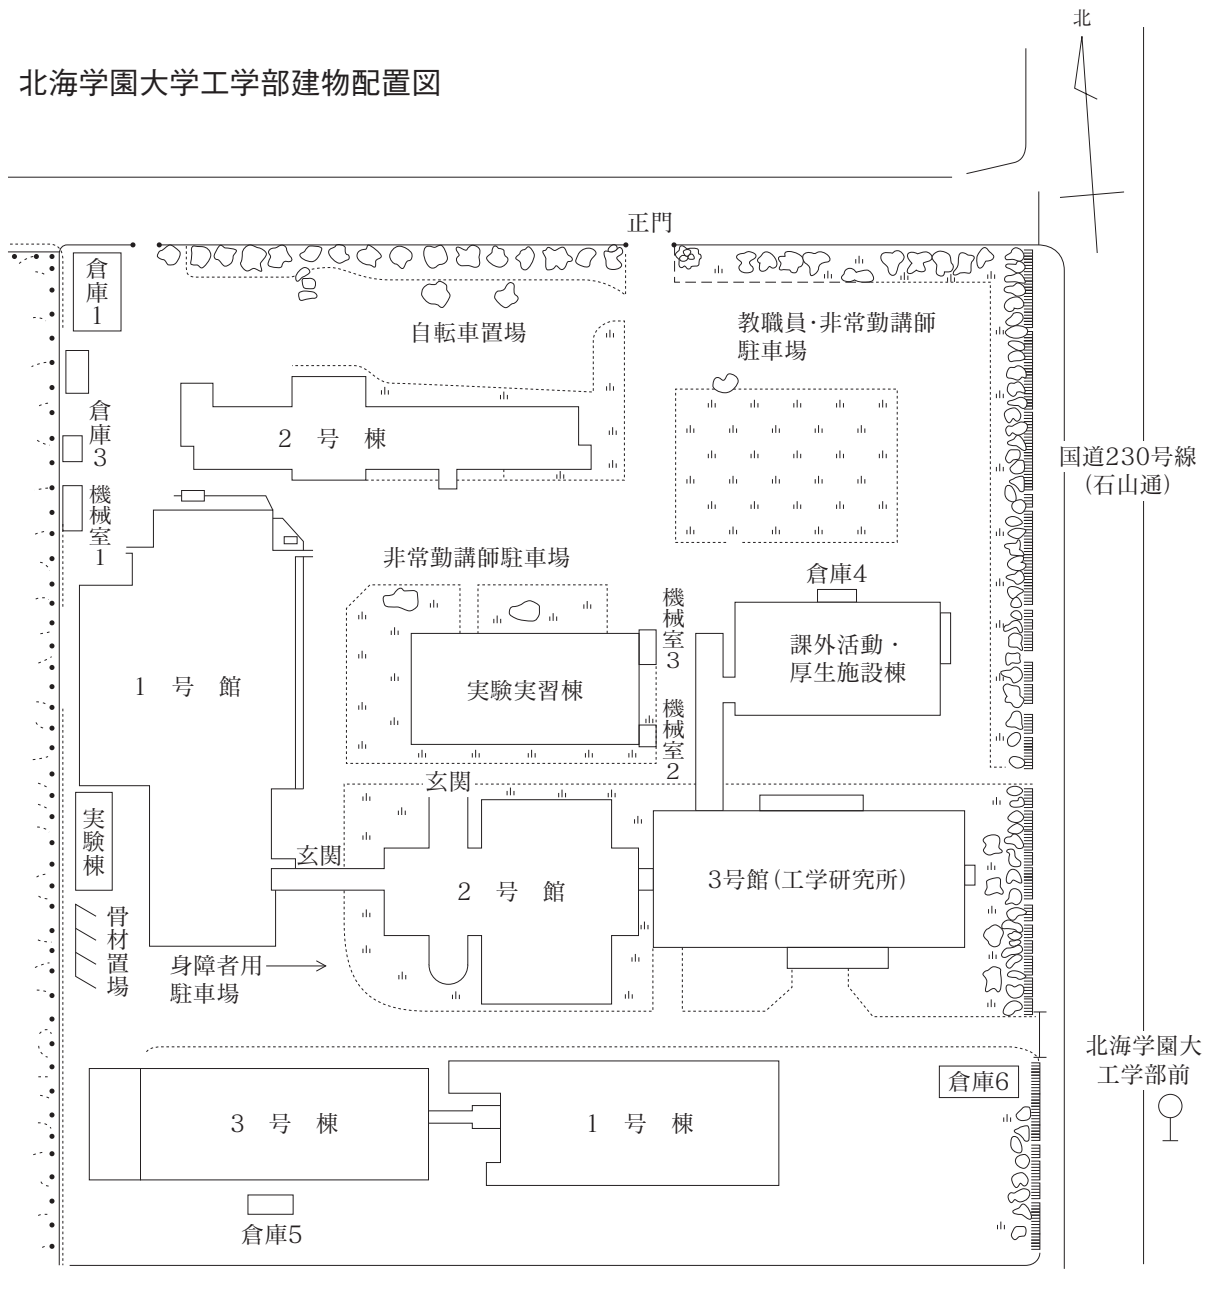 北
北海学園大学工学部建物配置図
正門
倉庫1
自転車置場
教職員・非常勤講師
駐車場
倉庫3
2号棟
国道230号線
(石山通)
機械室1
非常勤講師駐車場
倉庫4
機械室3
課外活動・
厚生施設棟
1号館
実験実習棟
機械室2
玄関
実験棟
玄関
2号館
3号館(工学研究所)
骨材置場
身障者用
駐車場
北海学園大
工学部前
倉庫6
3号棟
1号棟
倉庫5